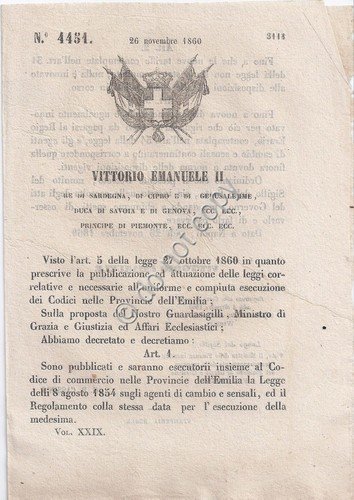 N.° 4451.
26 novembre 1860
3113
VITTORIO EMANUELE II
RE DI SARDEGNA, DI CIPRO E DI GERUSALEMME,
DUCA DI SAVOIA E DI GENOVA, ECC. ECC.,
PRINCIPE DI PIEMONTE, ECC. ECC. ECC.
Visto l'art. 5 della legge 27 ottobre 1860 in quanto
prescrive la pubblicazione ed attuazione delle leggi cor-
relative e necessarie all'uniforme e compiuta esecuzione
dei Codici nelle Provincie dell'Emilia;
Sulla proposta del Nostro Guardasigilli, Ministro di
Grazia e Giustizia ed Affari Ecclesiastici;
Abbiamo decretato e decretiamo:
Art. 1.
Sono pubblicati e saranno esecutorii insieme al Co-
dice di commercio nelle Provincie dell'Emilia la Legge
delli 8 agosto 1854 sugli agenti di cambio e sensali, ed il
Regolamento colla stessa data per l'esecuzione della
medesima.
VOL. XXIX.